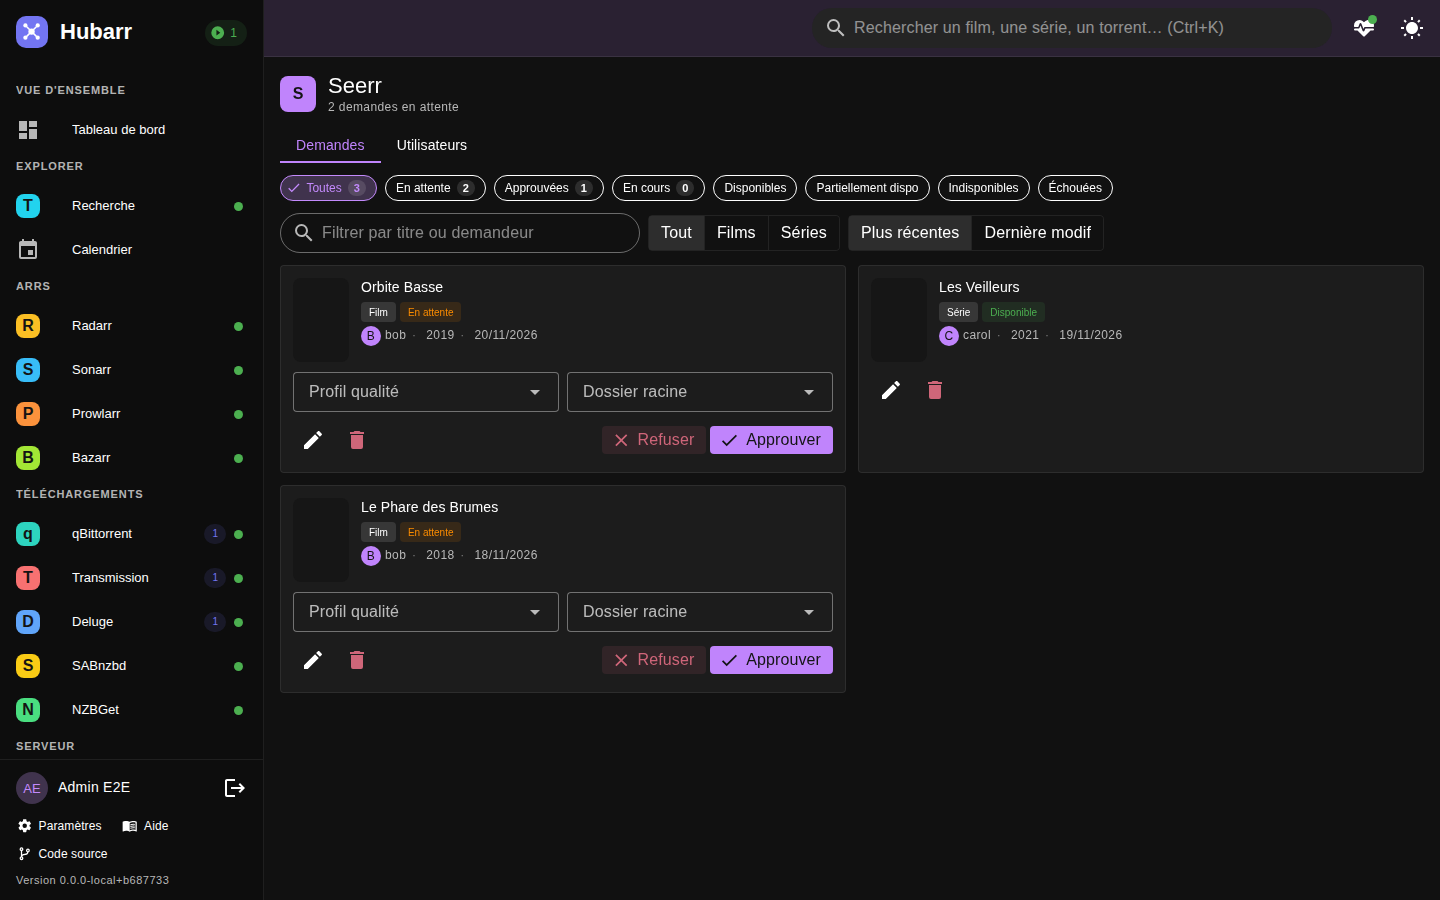 Hubarr
1
VUE D'ENSEMBLE
Tableau de bord
EXPLORER
T Recherche
Calendrier
ARRS
R Radarr
S Sonarr
P Prowlarr
B Bazarr
TÉLÉCHARGEMENTS
q qBittorrent 1
T Transmission 1
D Deluge 1
S SABnzbd
N NZBGet
SERVEUR
AE Admin E2E
Paramètres Aide
Code source
Version 0.0.0-local+b687733
Rechercher un film, une série, un torrent… (Ctrl+K)
S Seerr
2 demandes en attente
Demandes Utilisateurs
Toutes 3 En attente 2 Approuvées 1 En cours 0 Disponibles Partiellement dispo Indisponibles Échouées
Filtrer par titre ou demandeur Tout Films Séries Plus récentes Dernière modif
Orbite Basse
Film En attente
B bob · 2019 · 20/11/2026
Profil qualité Dossier racine
Refuser Approuver
Les Veilleurs
Série Disponible
C carol · 2021 · 19/11/2026
Le Phare des Brumes
Film En attente
B bob · 2018 · 18/11/2026
Profil qualité Dossier racine
Refuser Approuver